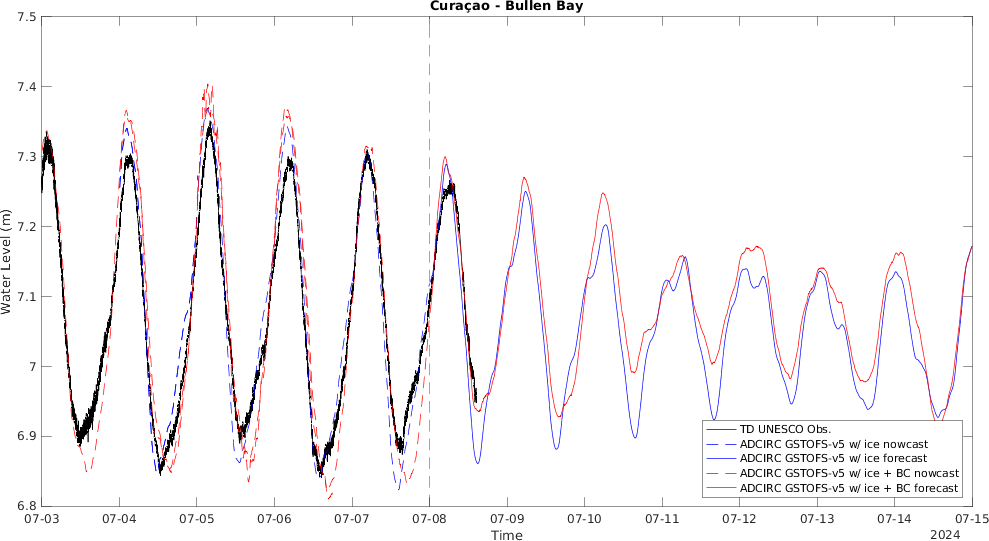 Curaçao - Bullen Bay
7.5
7.4
7.3
7.2
7.1
7
6.9
6.8
Water Level (m)
TD UNESCO Obs.
ADCIRC GSTOFS-v5 w/ ice nowcast
ADCIRC GSTOFS-v5 w/ ice forecast
ADCIRC GSTOFS-v5 w/ ice + BC nowcast
ADCIRC GSTOFS-v5 w/ ice + BC forecast
07-03 07-04 07-05 07-06 07-07 07-08 07-09 07-10 07-11 07-12 07-13 07-14 07-15
Time
2024